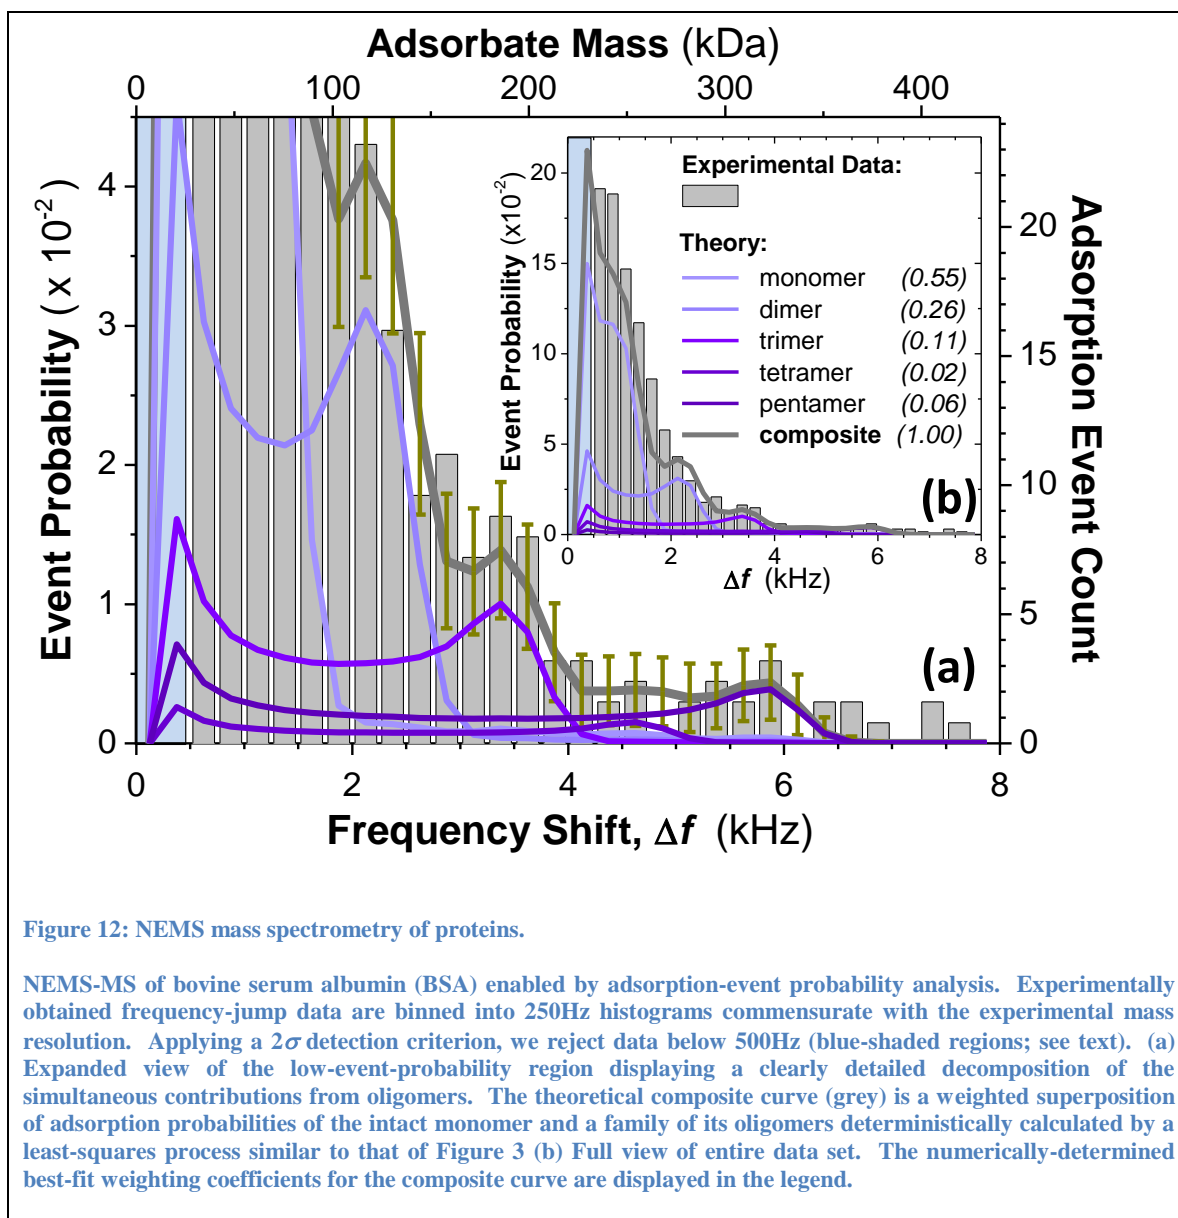 Adsorbate Mass (kDa)
0 100 200 300 400
Event Probability ( x 10-2)
4
3
2
1
0
Adsorption Event Count
20
15
10
5
0
0 2 4 6 8
Frequency Shift, Δf (kHz)
(a)
Event Probability (x10-2)
20
15
10
5
0
0 2 4 6 8
Δf (kHz)
(b)
Experimental Data:
Theory:
monomer (0.55)
dimer (0.26)
trimer (0.11)
tetramer (0.02)
pentamer (0.06)
composite (1.00)
Figure 12: NEMS mass spectrometry of proteins.
NEMS-MS of bovine serum albumin (BSA) enabled by adsorption-event probability analysis. Experimentally
obtained frequency-jump data are binned into 250Hz histograms commensurate with the experimental mass
resolution. Applying a 2σ detection criterion, we reject data below 500Hz (blue-shaded regions; see text). (a)
Expanded view of the low-event-probability region displaying a clearly detailed decomposition of the
simultaneous contributions from oligomers. The theoretical composite curve (grey) is a weighted superposition
of adsorption probabilities of the intact monomer and a family of its oligomers deterministically calculated by a
least-squares process similar to that of Figure 3 (b) Full view of entire data set. The numerically-determined
best-fit weighting coefficients for the composite curve are displayed in the legend.